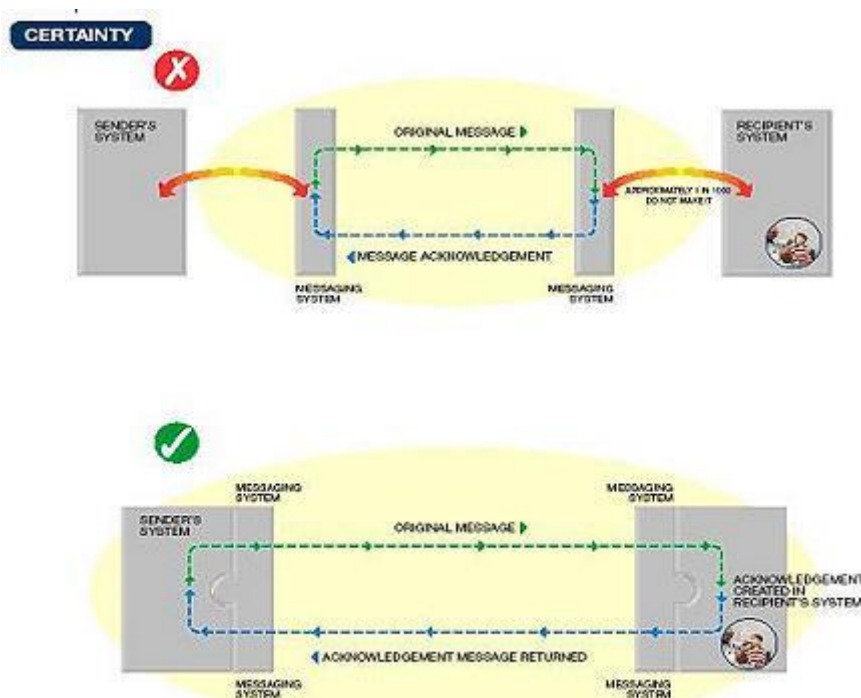 CERTAINTY
SENDER'S
SYSTEM
ORIGINAL MESSAGE
RECIPIENT'S
SYSTEM
APPROXIMATELY 1 IN 1000
DO NOT MAKE IT
MESSAGE ACKNOWLEDGEMENT
MESSAGING
SYSTEM
MESSAGING
SYSTEM
MESSAGING
SYSTEM
MESSAGING
SYSTEM
SENDER'S
SYSTEM
ORIGINAL MESSAGE
ACKNOWLEDGEMENT
CREATED IN
RECIPIENT'S SYSTEM
ACKNOWLEDGEMENT MESSAGE RETURNED
MESSAGING
SYSTEM
MESSAGING
SYSTEM